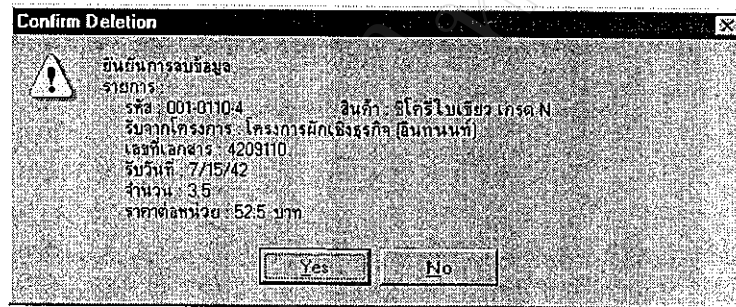 Confirm Deletion
ยืนยันการลบข้อมูล
รายการ :
รหัส : 001-0110-4 สินค้า : ชิโครีใบเขียว เกรด N
รับจากโครงการ : โครงการผักเชิงธุรกิจ (อินทนนท์)
เลขที่เอกสาร : 4209110
รับวันที่ : 7/15/42
จำนวน : 3.5
ราคาต่อหน่วย : 52.5 บาท
Yes No